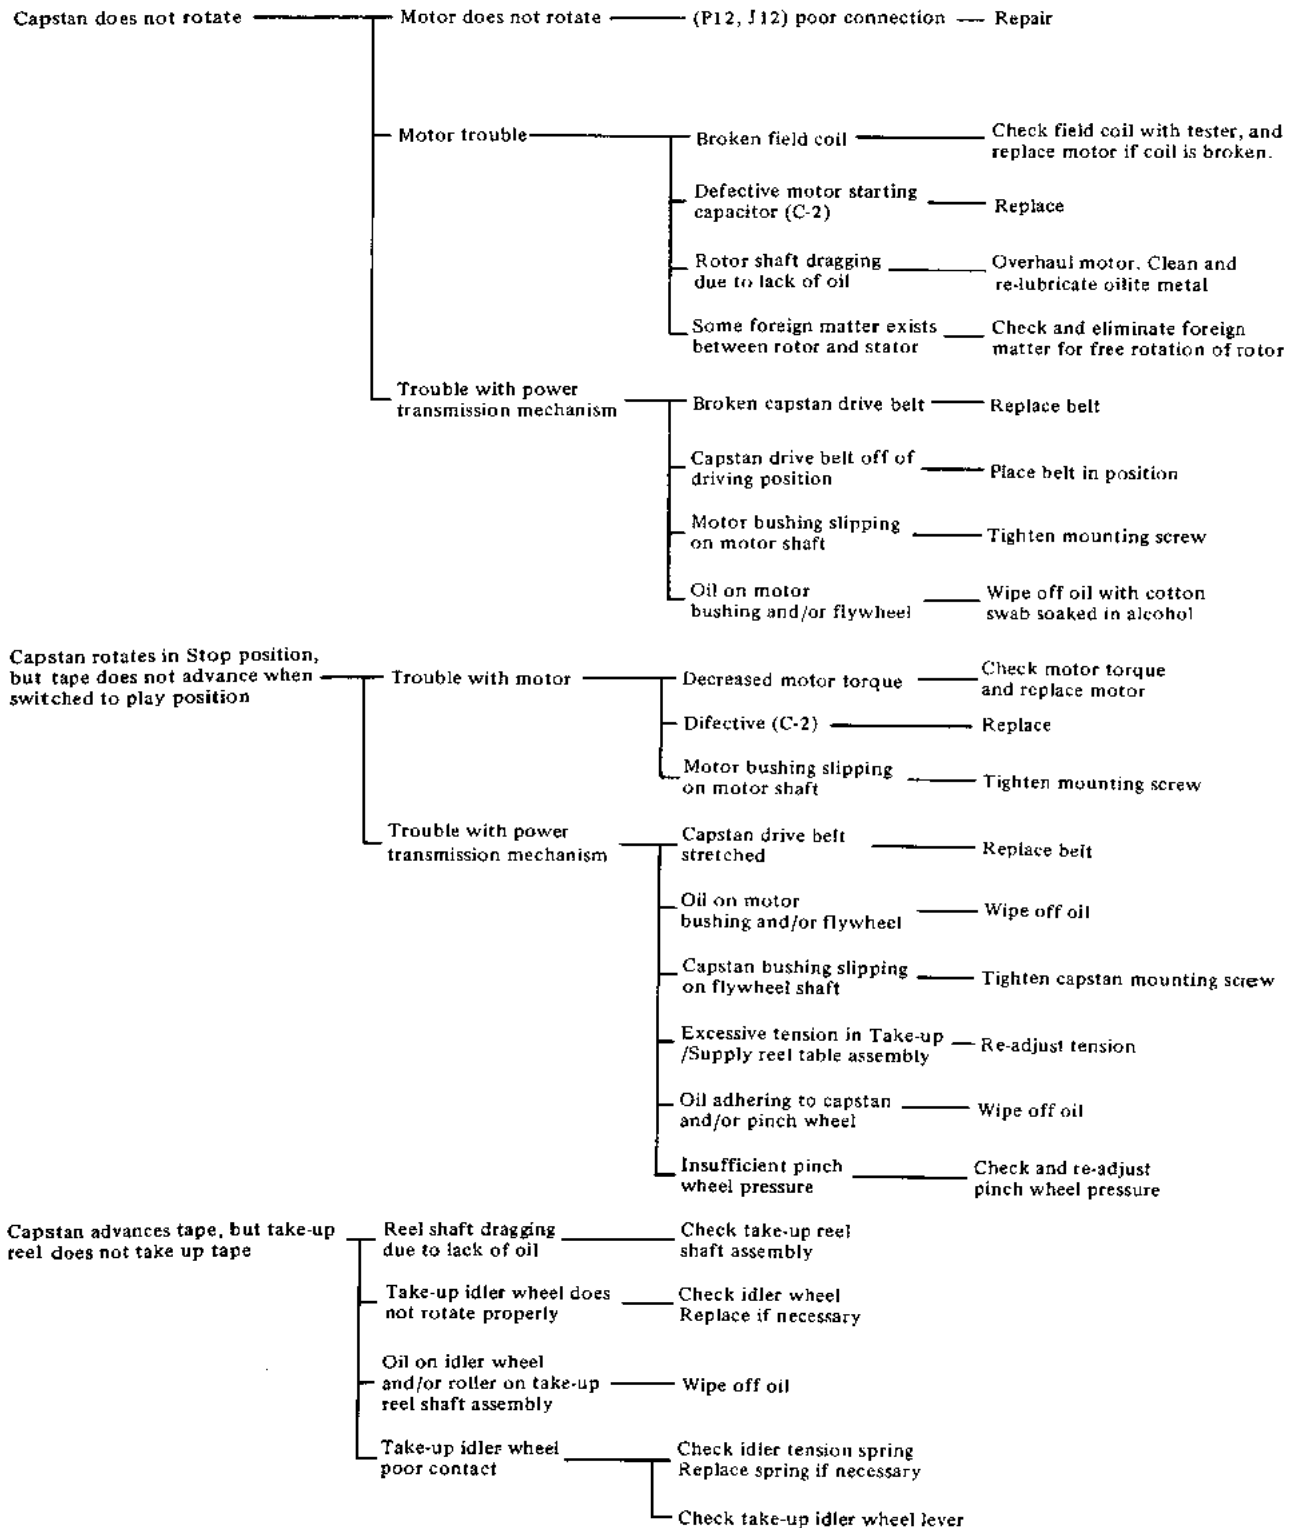 Capstan does not rotate
Motor does not rotate
(P12, J12) poor connection
Repair
Motor trouble
Broken field coil
Check field coil with tester, and
replace motor if coil is broken.
Defective motor starting
capacitor (C-2)
Replace
Rotor shaft dragging
due to lack of oil
Overhaul motor. Clean and
re-lubricate oilite metal
Some foreign matter exists
between rotor and stator
Check and eliminate foreign
matter for free rotation of rotor
Trouble with power
transmission mechanism
Broken capstan drive belt
Replace belt
Capstan drive belt off of
driving position
Place belt in position
Motor bushing slipping
on motor shaft
Tighten mounting screw
Oil on motor
bushing and/or flywheel
Wipe off oil with cotton
swab soaked in alcohol
Capstan rotates in Stop position,
but tape does not advance when
switched to play position
Trouble with motor
Decreased motor torque
Check motor torque
and replace motor
Difective (C-2)
Replace
Motor bushing slipping
on motor shaft
Tighten mounting screw
Trouble with power
transmission mechanism
Capstan drive belt
stretched
Replace belt
Oil on motor
bushing and/or flywheel
Wipe off oil
Capstan bushing slipping
on flywheel shaft
Tighten capstan mounting screw
Excessive tension in Take-up
/Supply reel table assembly
Re-adjust tension
Oil adhering to capstan
and/or pinch wheel
Wipe off oil
Insufficient pinch
wheel pressure
Check and re-adjust
pinch wheel pressure
Capstan advances tape, but take-up
reel does not take up tape
Reel shaft dragging
due to lack of oil
Check take-up reel
shaft assembly
Take-up idler wheel does
not rotate properly
Check idler wheel
Replace if necessary
Oil on idler wheel
and/or roller on take-up
reel shaft assembly
Wipe off oil
Take-up idler wheel
poor contact
Check idler tension spring
Replace spring if necessary
Check take-up idler wheel lever